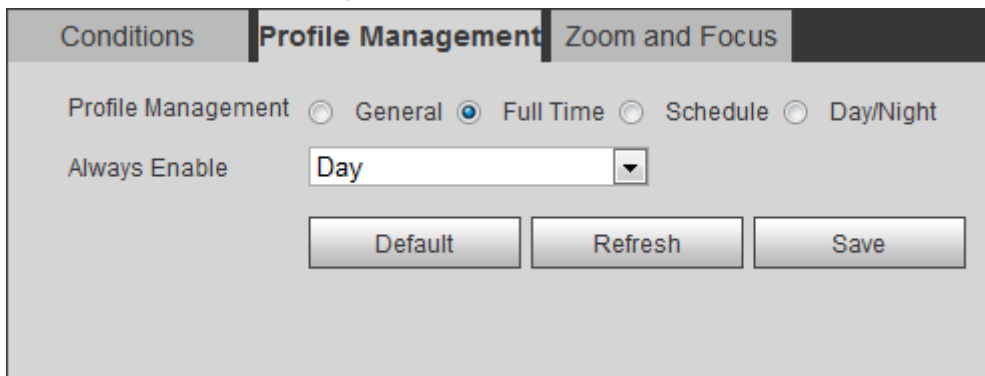 Conditions Profile Management Zoom and Focus
Profile Management General Full Time Schedule Day/Night
Always Enable Day
Default Refresh Save